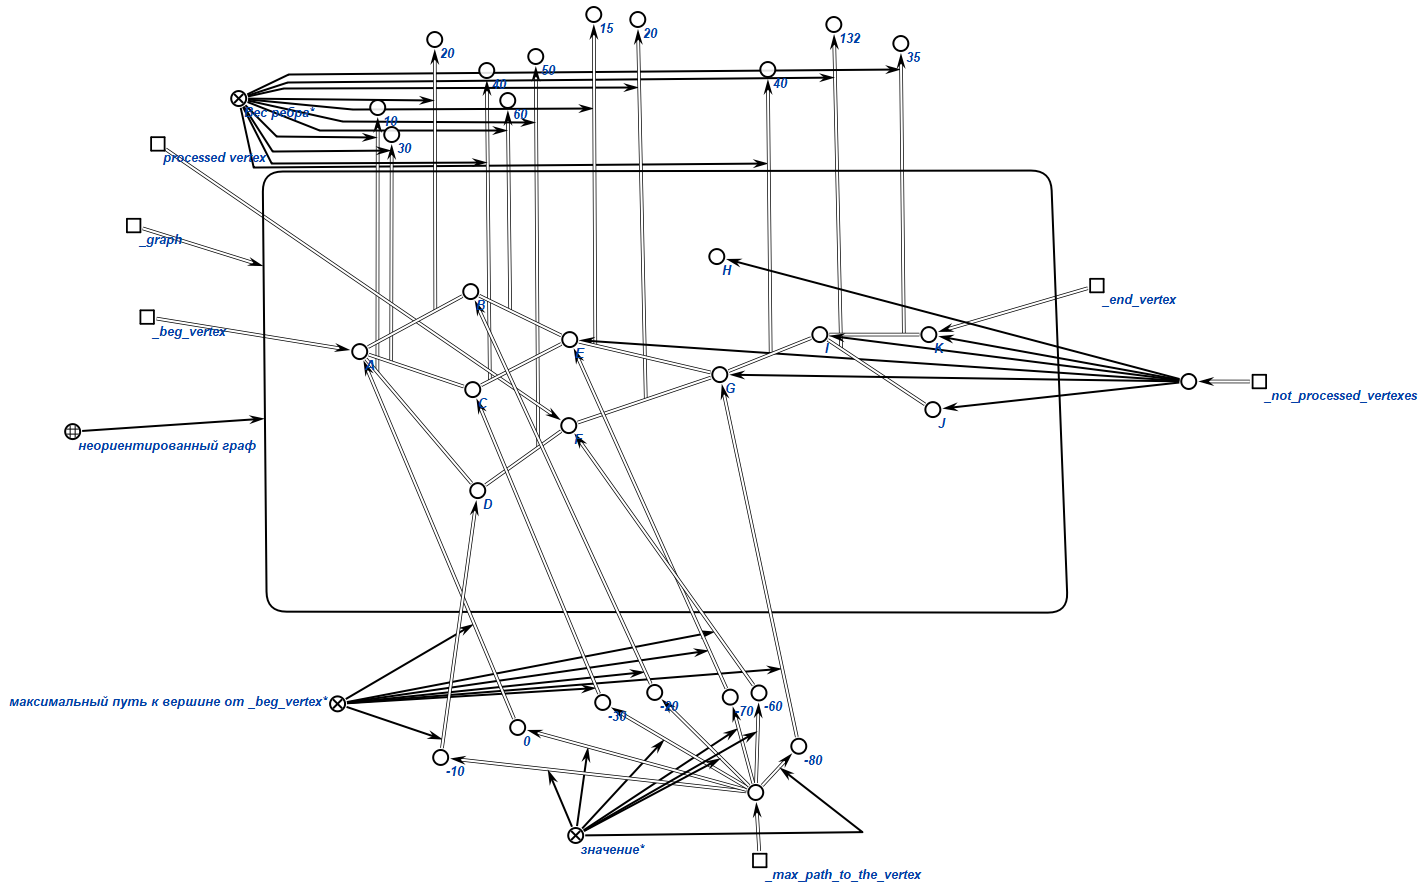 15
20
132
20
35
50
40
40
60
Вес ребра*
10
30
processed vertex
_graph
H
_end_vertex
B
_beg_vertex
I
K
E
A
G
_not_processed_vertexes
C
J
F
неориентированный граф
D
максимальный путь к вершине от _beg_vertex*
-30
-20
-70
-60
0
-10
-80
значение*
_max_path_to_the_vertex